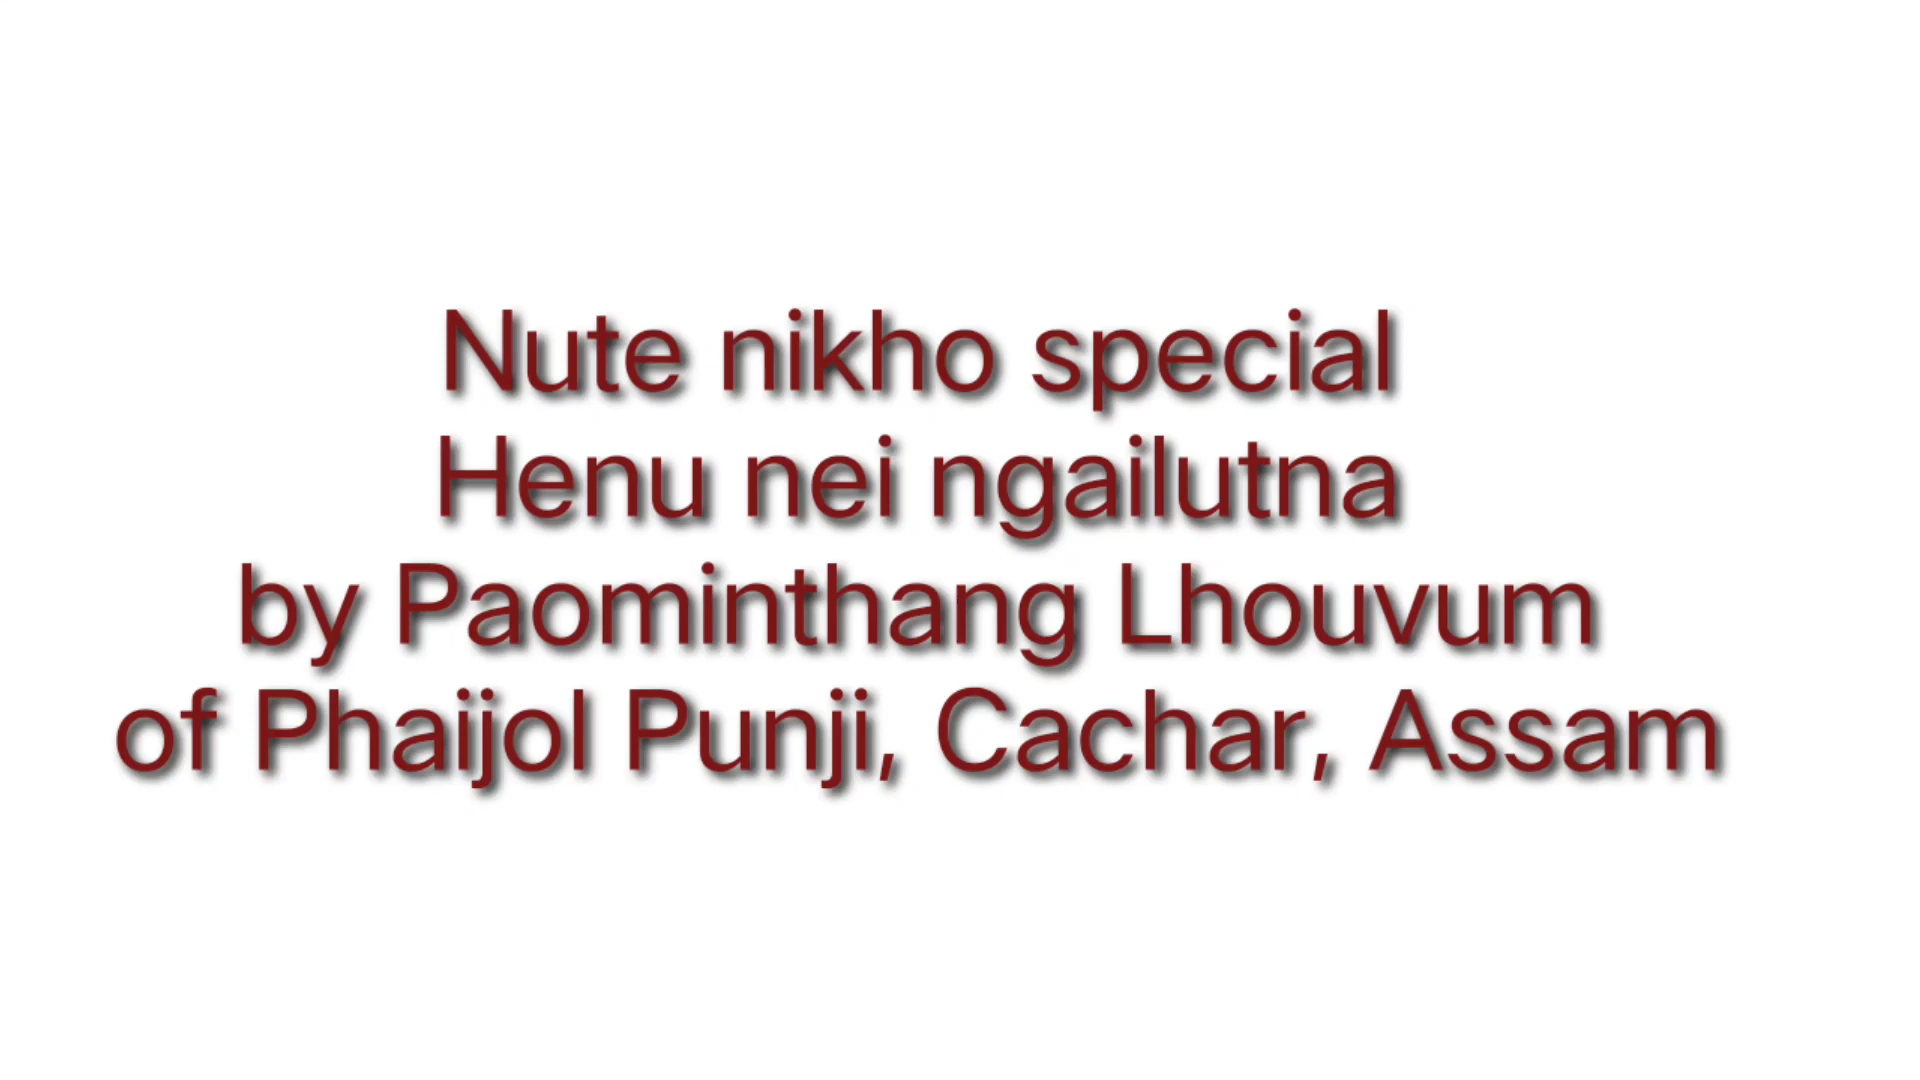 Nute nikho special
Henu nei ngailutna
by Paominthang Lhouvum
of Phaijol Punji, Cachar, Assam